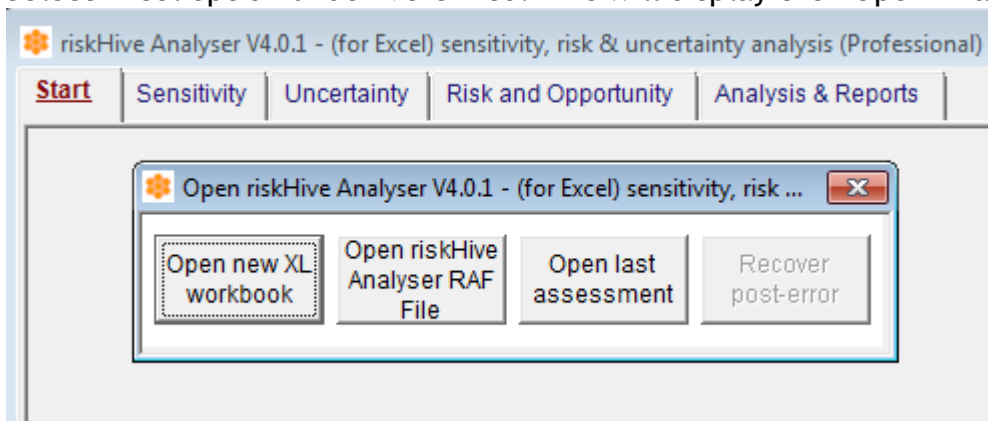 riskHive Analyser V4.0.1 - (for Excel) sensitivity, risk & uncertainty analysis (Professional)
Start Sensitivity Uncertainty Risk and Opportunity Analysis & Reports
Open riskHive Analyser V4.0.1 - (for Excel) sensitivity, risk ...
Open new XL
workbook
Open riskHive
Analyser RAF
File
Open last
assessment
Recover
post-error